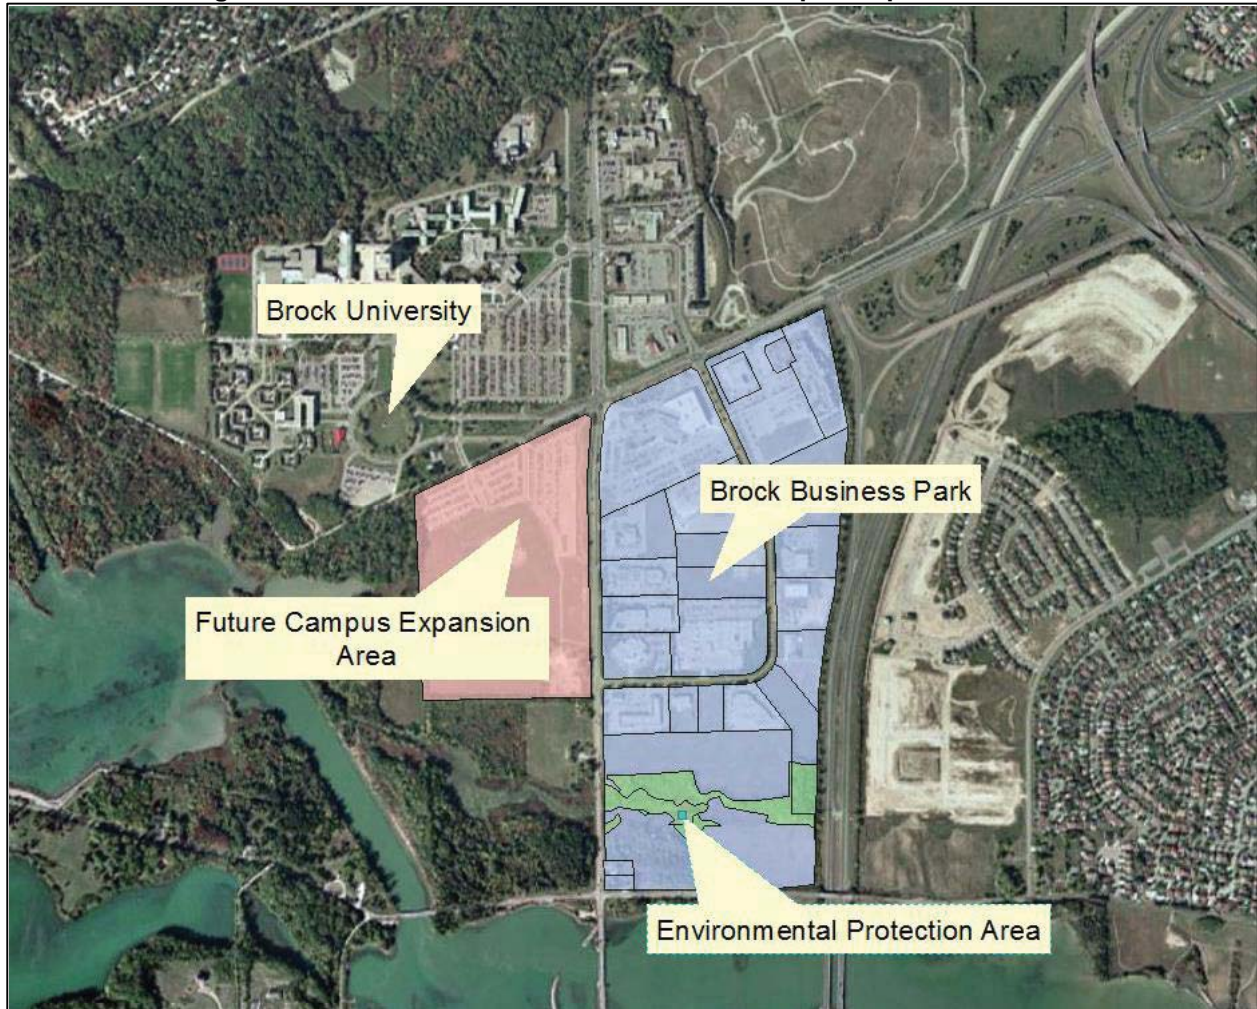 Brock University
Brock Business Park
Future Campus Expansion
Area
Environmental Protection Area